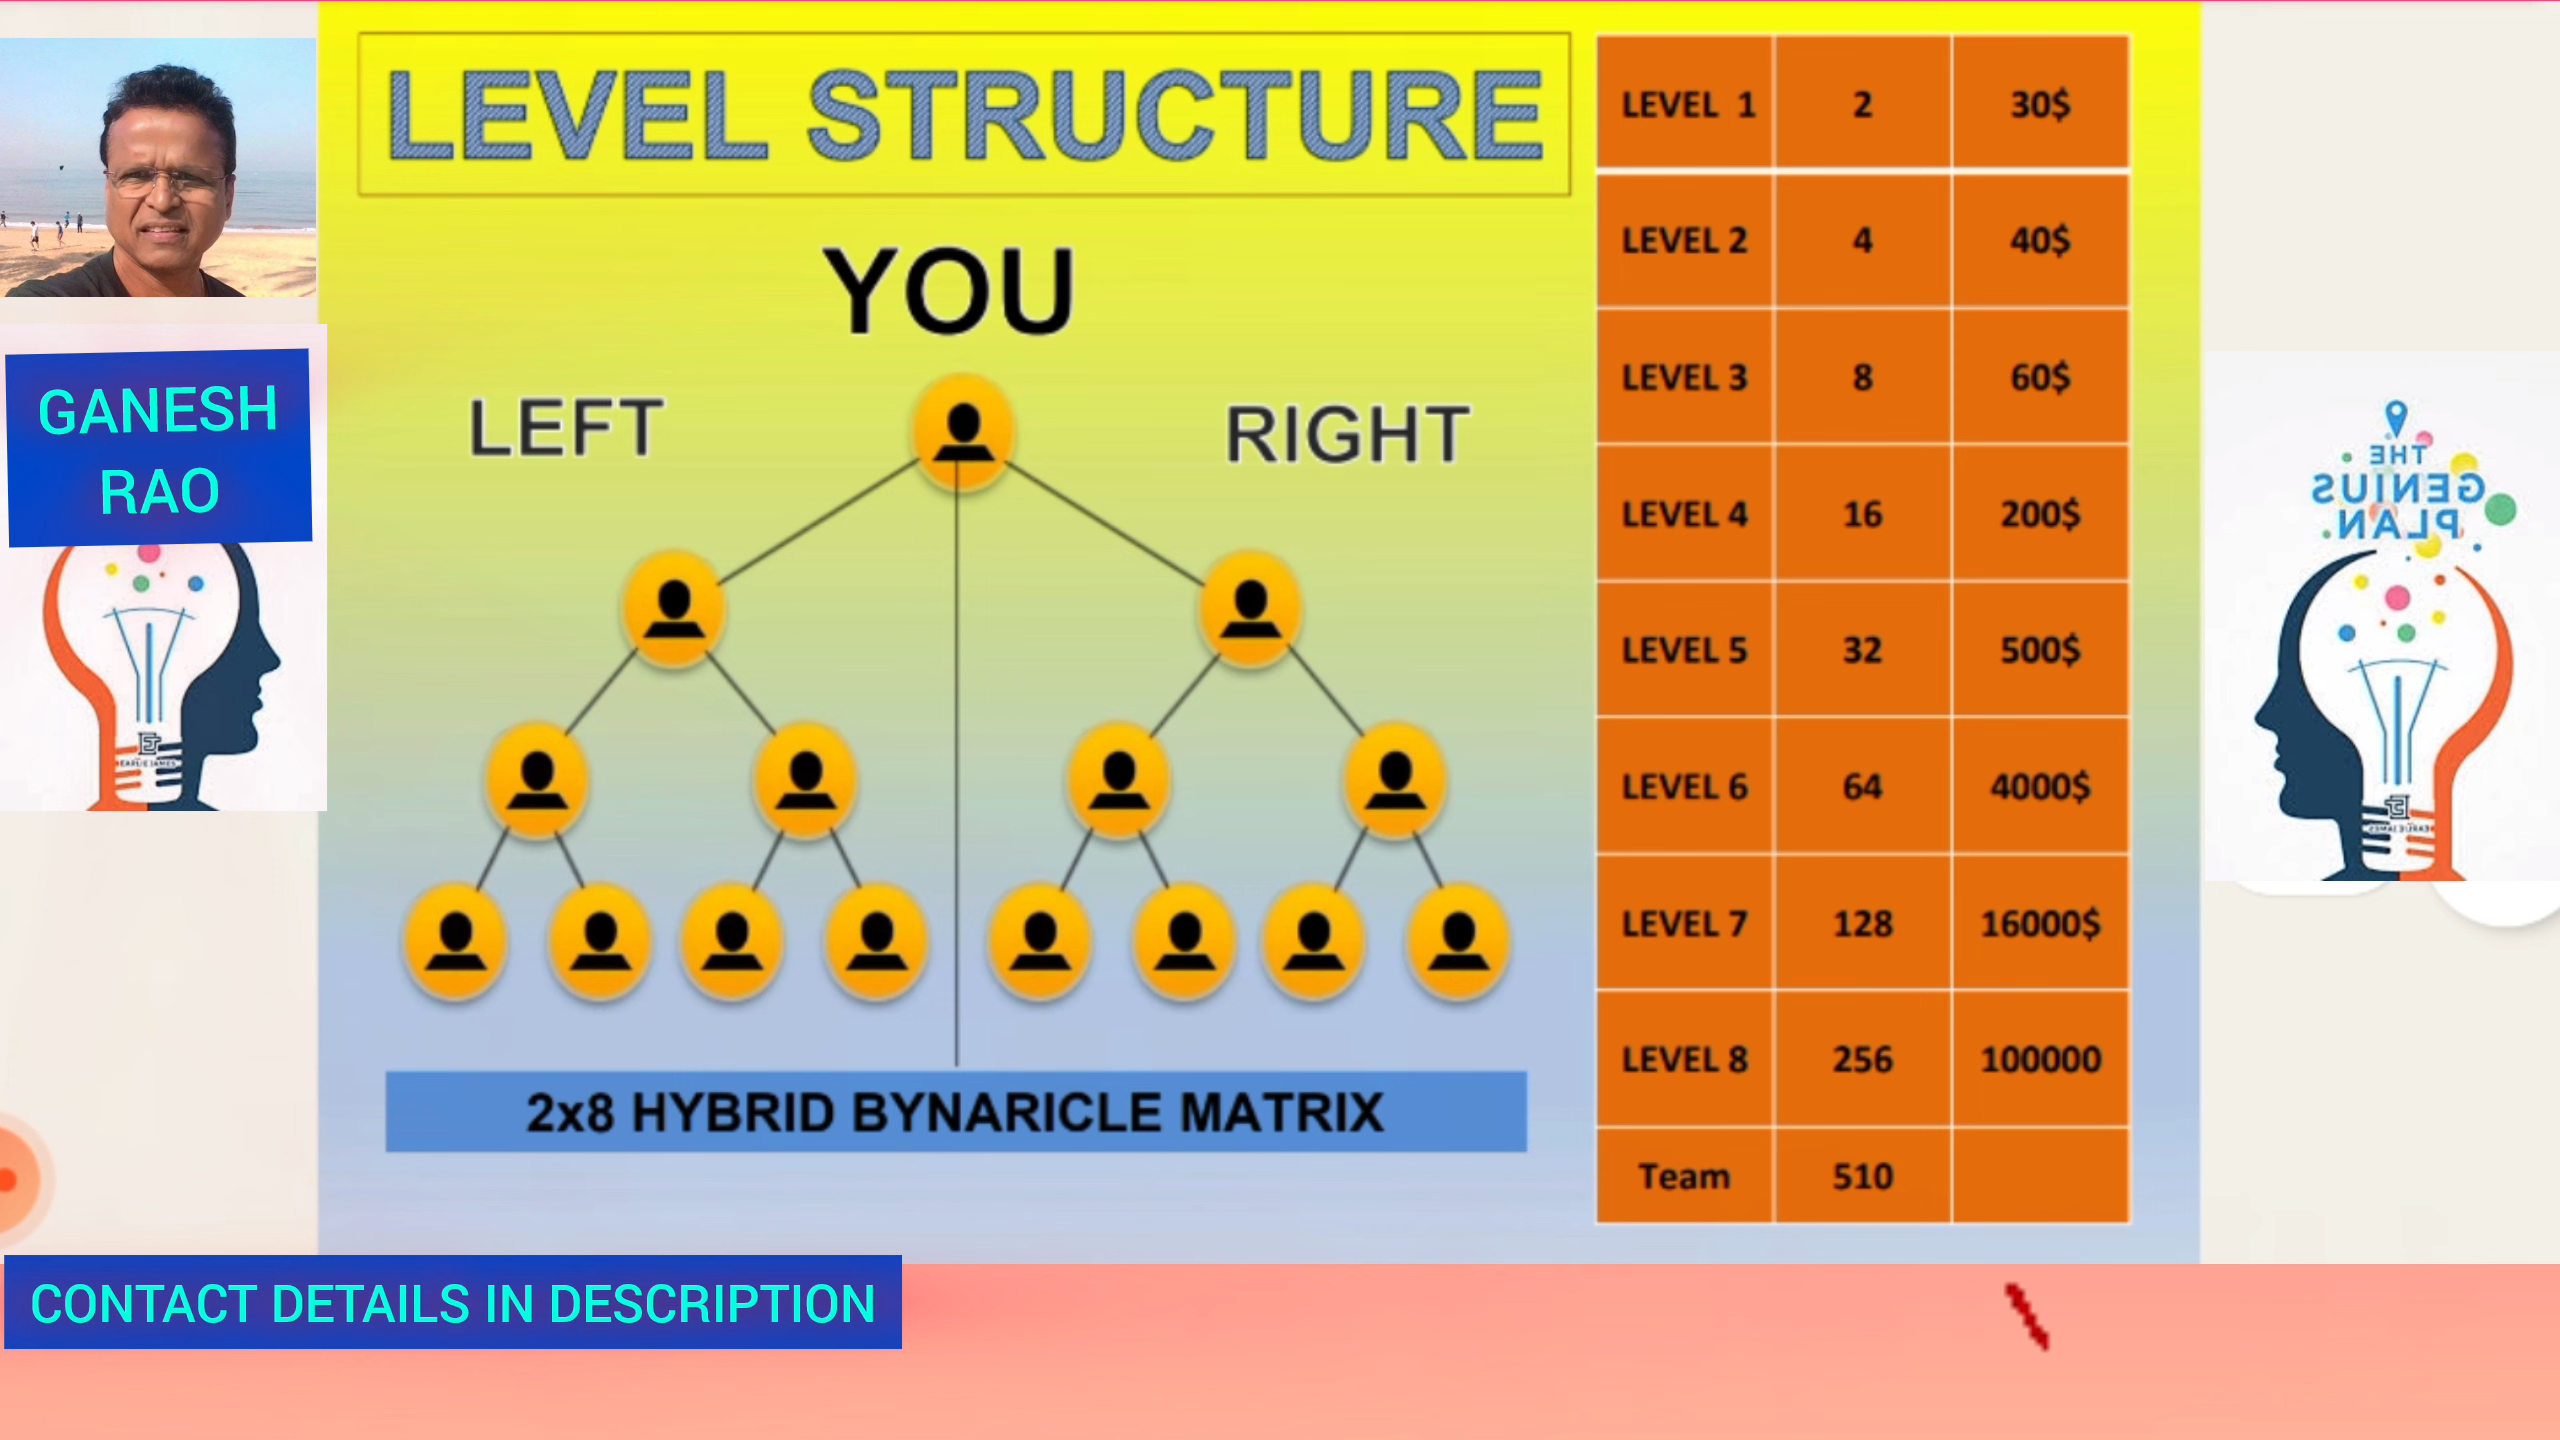 LEVEL STRUCTURE
YOU
LEFT
RIGHT
2x8 HYBRID BYNARICLE MATRIX
LEVEL 1 2 30$
LEVEL 2 4 40$
LEVEL 3 8 60$
LEVEL 4 16 200$
LEVEL 5 32 500$
LEVEL 6 64 4000$
LEVEL 7 128 16000$
LEVEL 8 256 100000
Team 510
GANESH
RAO
THE
GENIUS
PLAN.
CONTACT DETAILS IN DESCRIPTION